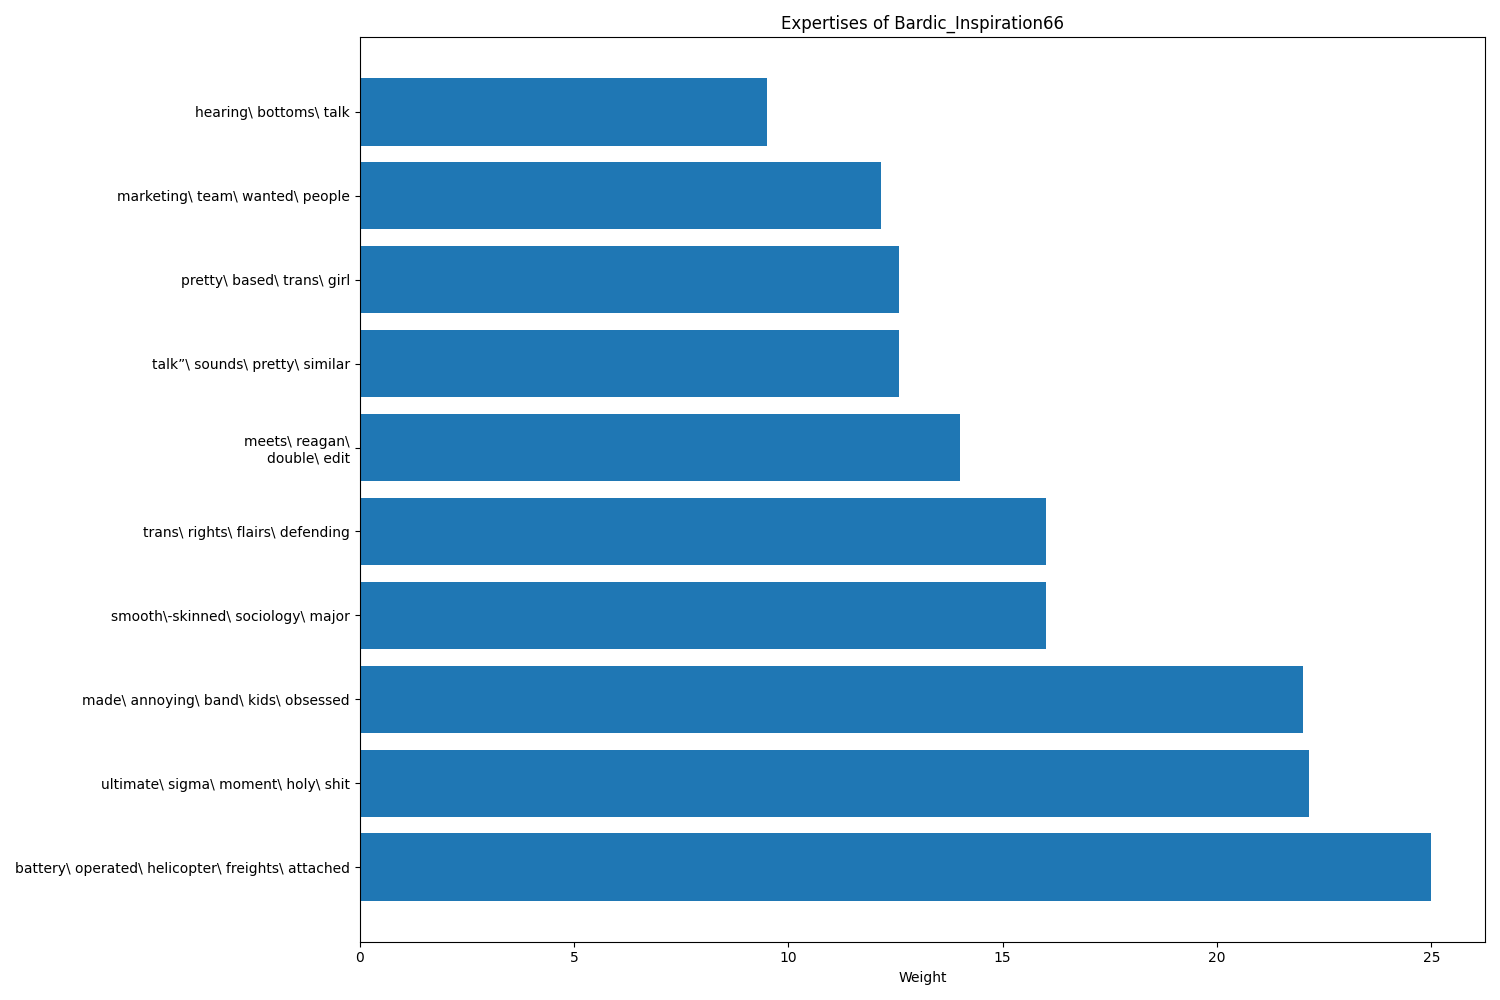 Expertises of Bardic_Inspiration66
hearing\ bottoms\ talk
marketing\ team\ wanted\ people
pretty\ based\ trans\ girl
talk”\ sounds\ pretty\ similar
meets\ reagan\
double\ edit
trans\ rights\ flairs\ defending
smooth\-skinned\ sociology\ major
made\ annoying\ band\ kids\ obsessed
ultimate\ sigma\ moment\ holy\ shit
battery\ operated\ helicopter\ freights\ attached
0 5 10 15 20 25
Weight